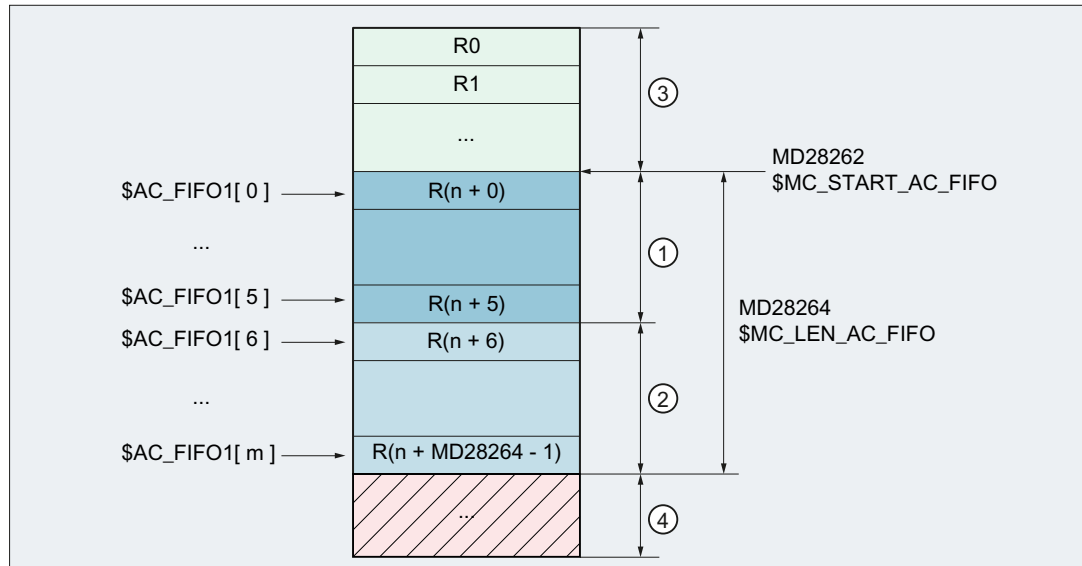 R0
R1
...
③
MD28262
$MC_START_AC_FIFO
$AC_FIFO1[ 0 ]
R(n + 0)
...
①
$AC_FIFO1[ 5 ]
R(n + 5)
MD28264
$MC_LEN_AC_FIFO
$AC_FIFO1[ 6 ]
R(n + 6)
...
②
$AC_FIFO1[ m ]
R(n + MD28264 - 1)
...
④